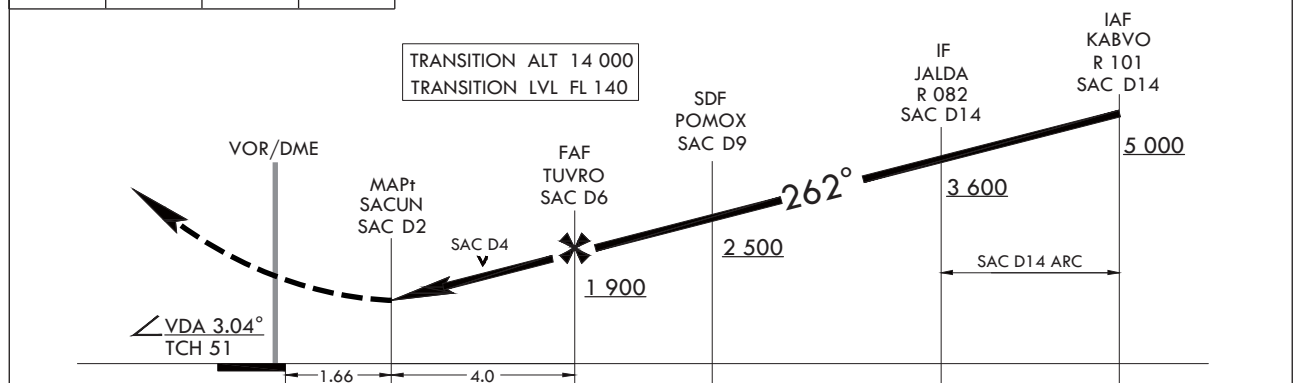 TRANSITION ALT 14 000
TRANSITION LVL FL 140
VOR/DME
MAPt
SACUN
SAC D2
SAC D4
FAF
TUVRO
SAC D6
1 900
SDF
POMOX
SAC D9
2 500
262°
IF
JALDA
R 082
SAC D14
3 600
IAF
KABVO
R 101
SAC D14
5 000
SAC D14 ARC
VDA 3.04°
TCH 51
1.66
4.0